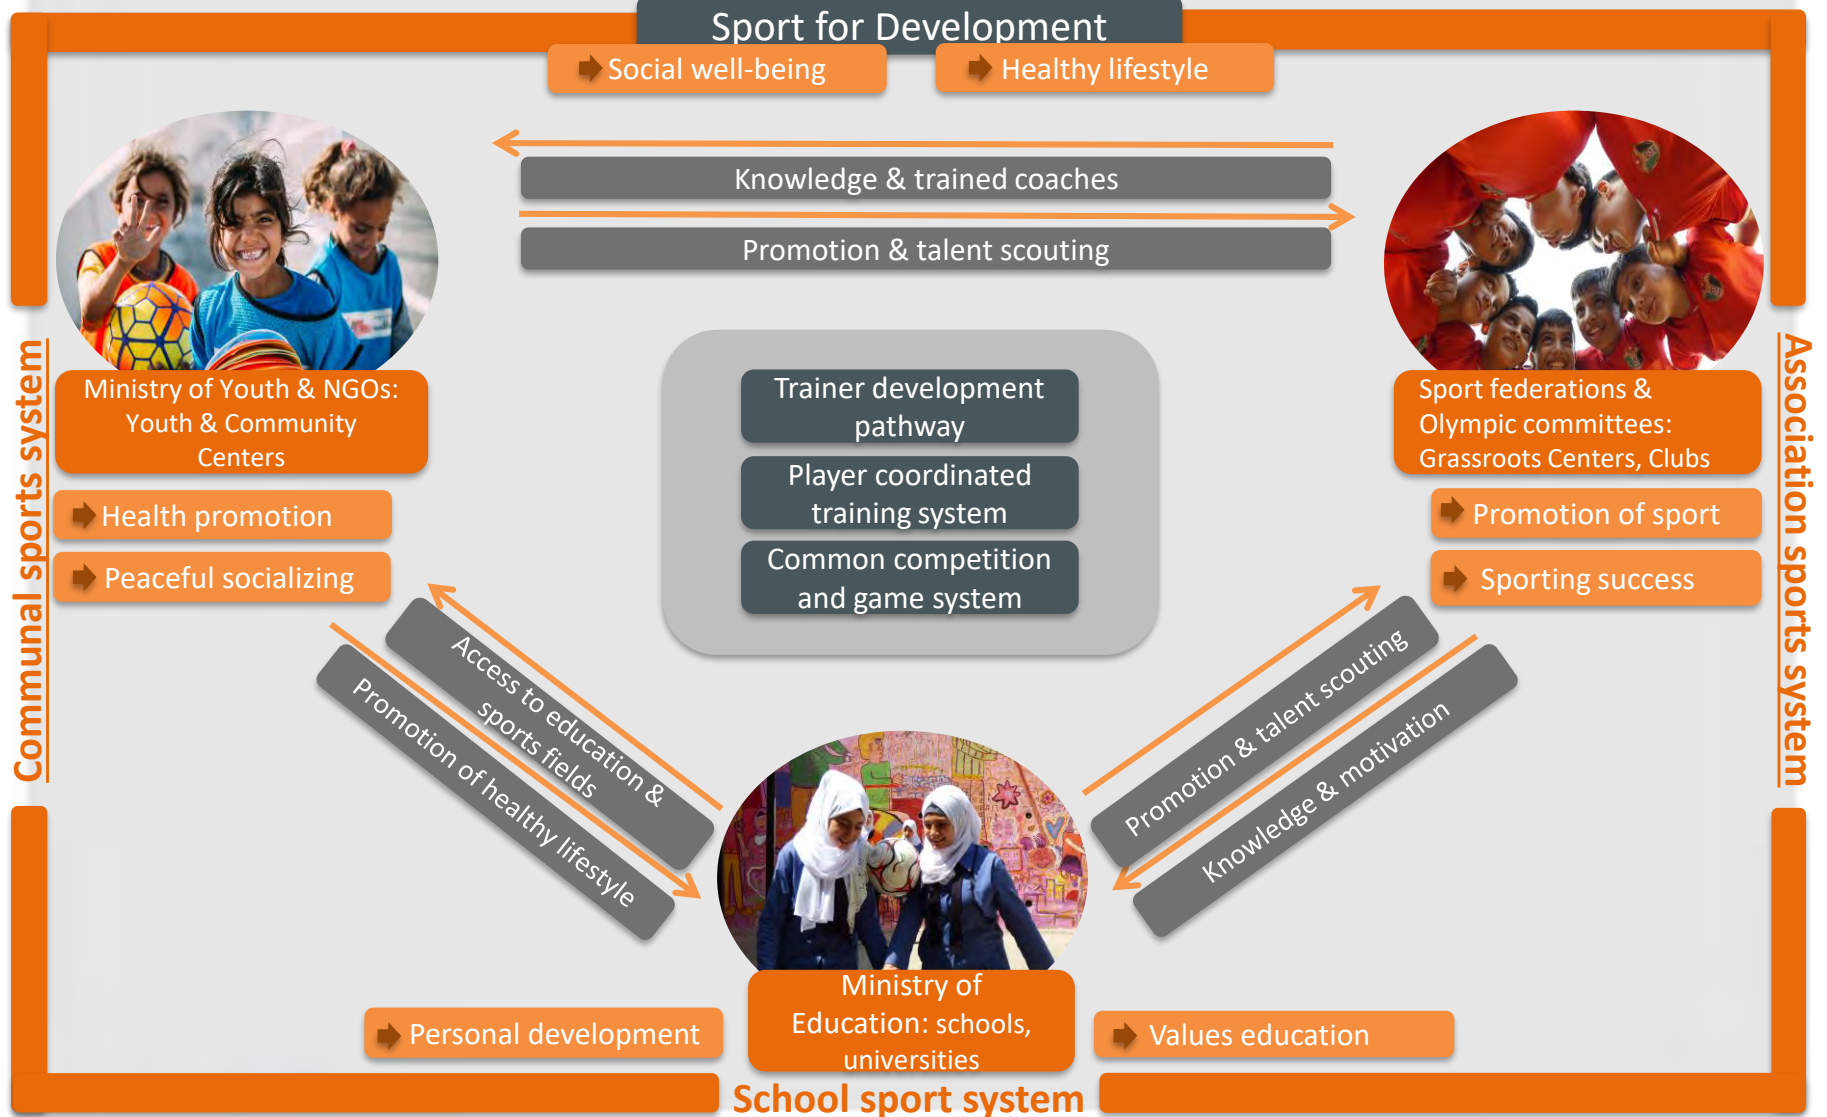 Sport for Development
Social well-being
Healthy lifestyle
Knowledge & trained coaches
Promotion & talent scouting
Communal sports system
Ministry of Youth & NGOs:
Youth & Community
Centers
Health promotion
Peaceful socializing
Trainer development
pathway
Player coordinated
training system
Common competition
and game system
Sport federations &
Olympic committees:
Grassroots Centers, Clubs
Promotion of sport
Sporting success
Association sports system
Access to education &
sports fields
Promotion of healthy lifestyle
Promotion & talent scouting
Knowledge & motivation
Personal development
Ministry of
Education: schools,
universities
Values education
School sport system